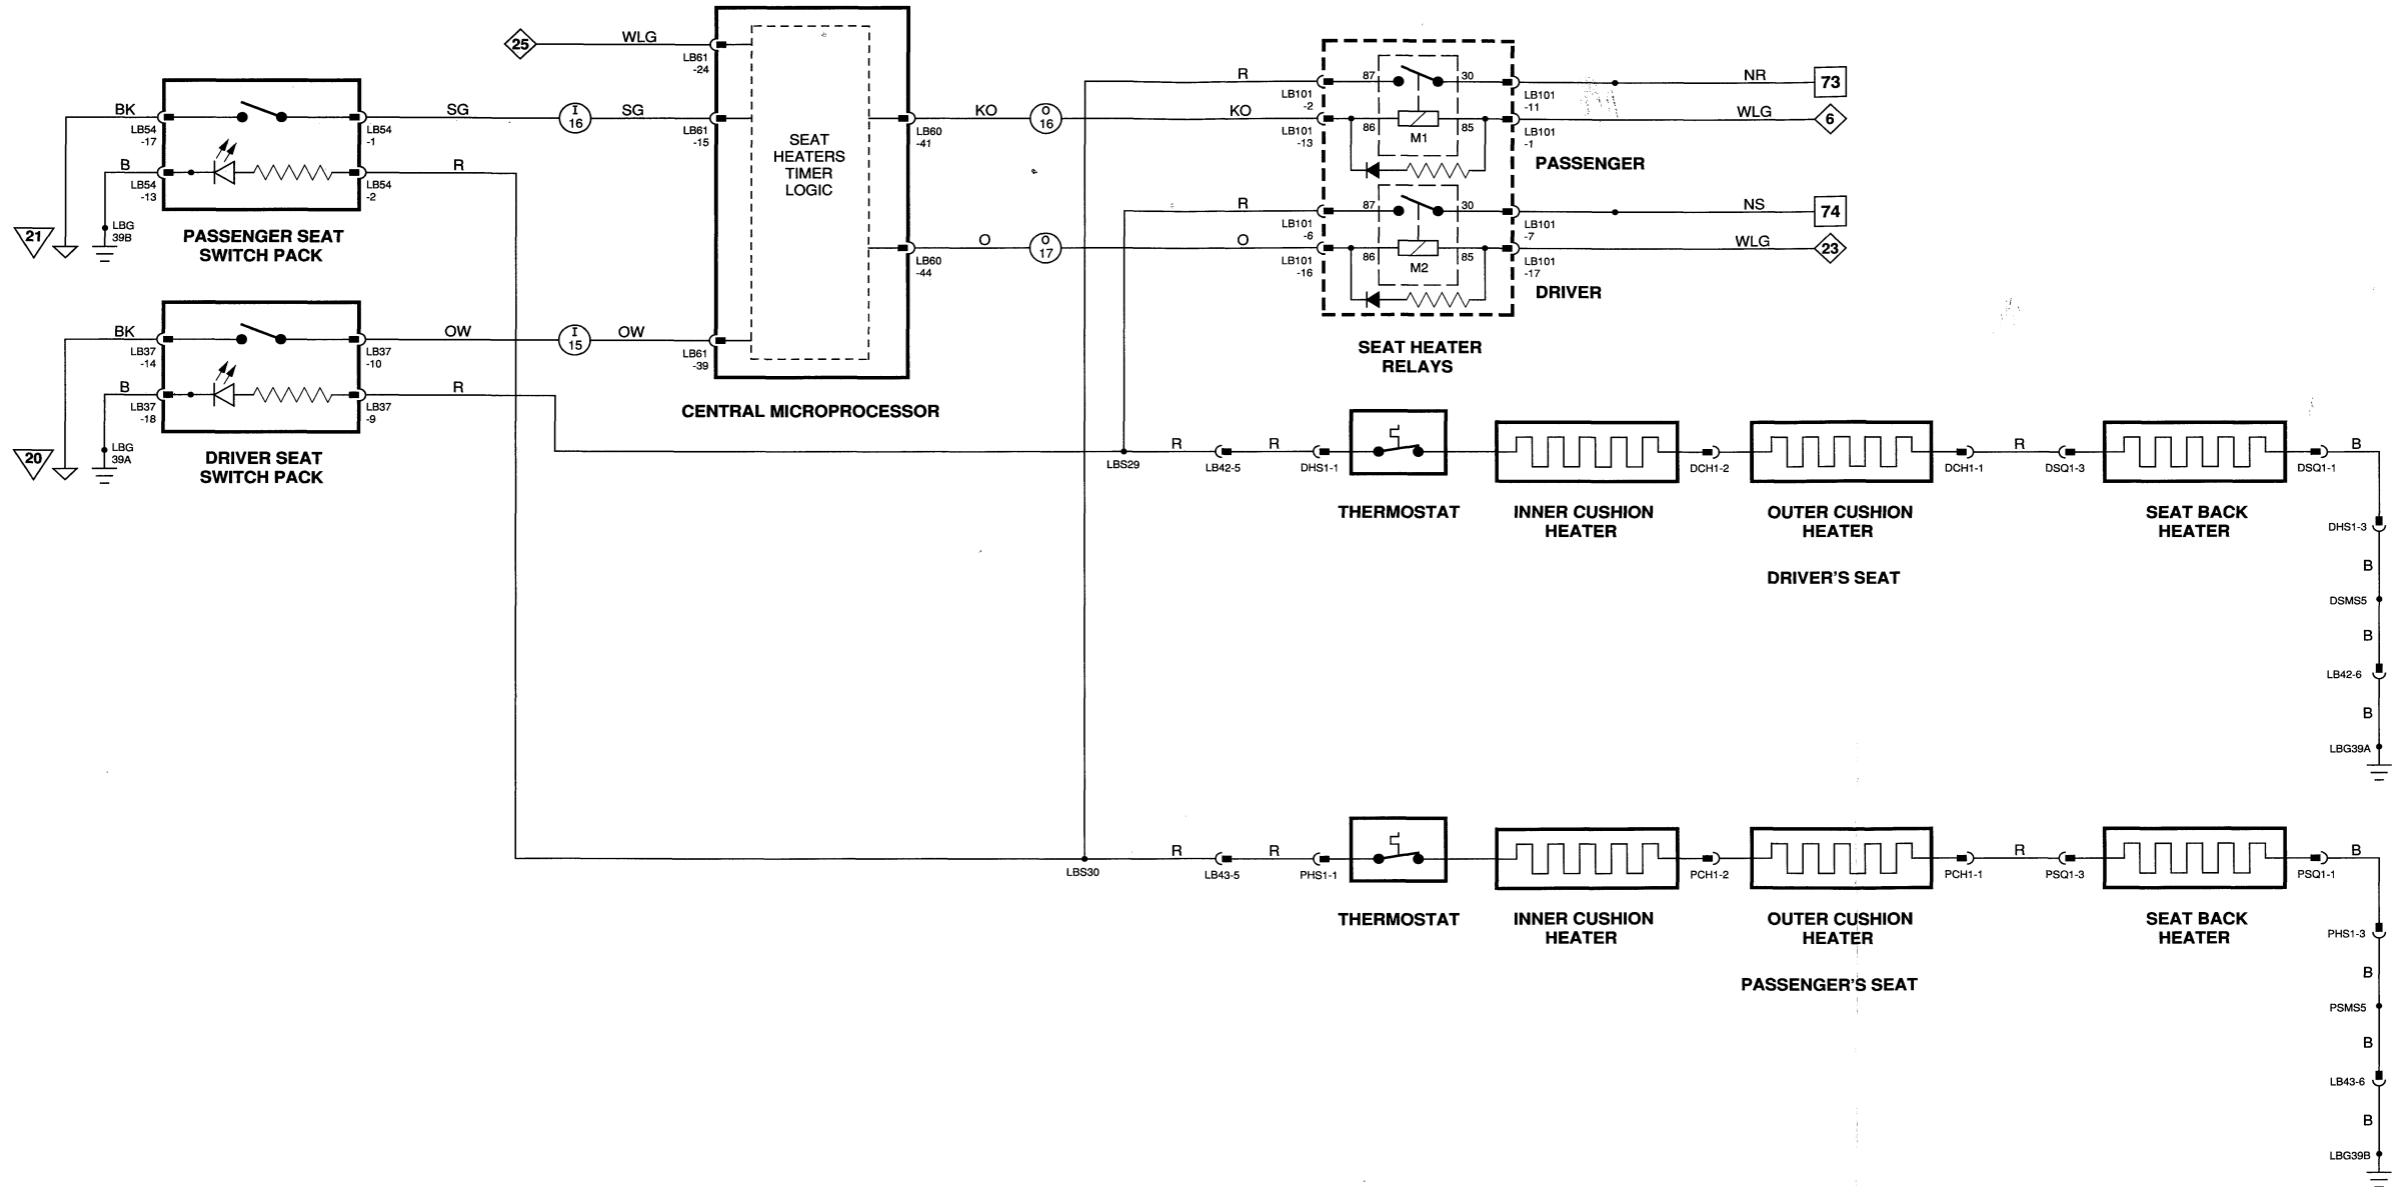 25
WLG
LB61
-24
BK
LB54
-17
SG
LB54
-1
I
16
SG
LB61
-15
B
LB54
-13
R
LB54
-2
LBG
39B
21
PASSENGER SEAT
SWITCH PACK
BK
LB37
-14
OW
LB37
-10
I
15
OW
LB61
-39
B
LB37
-18
R
LB37
-9
LBG
39A
20
DRIVER SEAT
SWITCH PACK
SEAT
HEATERS
TIMER
LOGIC
CENTRAL MICROPROCESSOR
LB60
-41
KO
O
16
KO
LB60
-44
O
O
17
O
R
LB101
-2
87
30
LB101
-11
NR
73
LB101
-13
86
M1
85
LB101
-1
WLG
6
PASSENGER
R
LB101
-6
87
30
LB101
-7
NS
74
LB101
-16
86
M2
85
LB101
-17
WLG
23
DRIVER
SEAT HEATER
RELAYS
LBS29
R
LB42-5
R
DHS1-1
THERMOSTAT
INNER CUSHION
HEATER
DCH1-2
OUTER CUSHION
HEATER
DCH1-1
R
DSQ1-3
SEAT BACK
HEATER
DSQ1-1
B
DRIVER'S SEAT
DHS1-3
B
DSMS5
B
LB42-6
B
LBG39A
LBS30
R
LB43-5
R
PHS1-1
THERMOSTAT
INNER CUSHION
HEATER
PCH1-2
OUTER CUSHION
HEATER
PCH1-1
R
PSQ1-3
SEAT BACK
HEATER
PSQ1-1
B
PASSENGER'S SEAT
PHS1-3
B
PSMS5
B
LB43-6
B
LBG39B